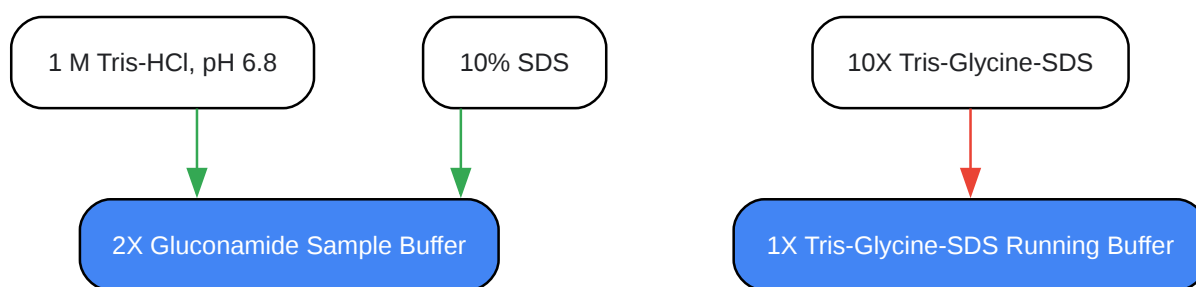 1 M Tris-HCl, pH 6.8
10% SDS
10X Tris-Glycine-SDS
2X Gluconamide Sample Buffer
1X Tris-Glycine-SDS Running Buffer